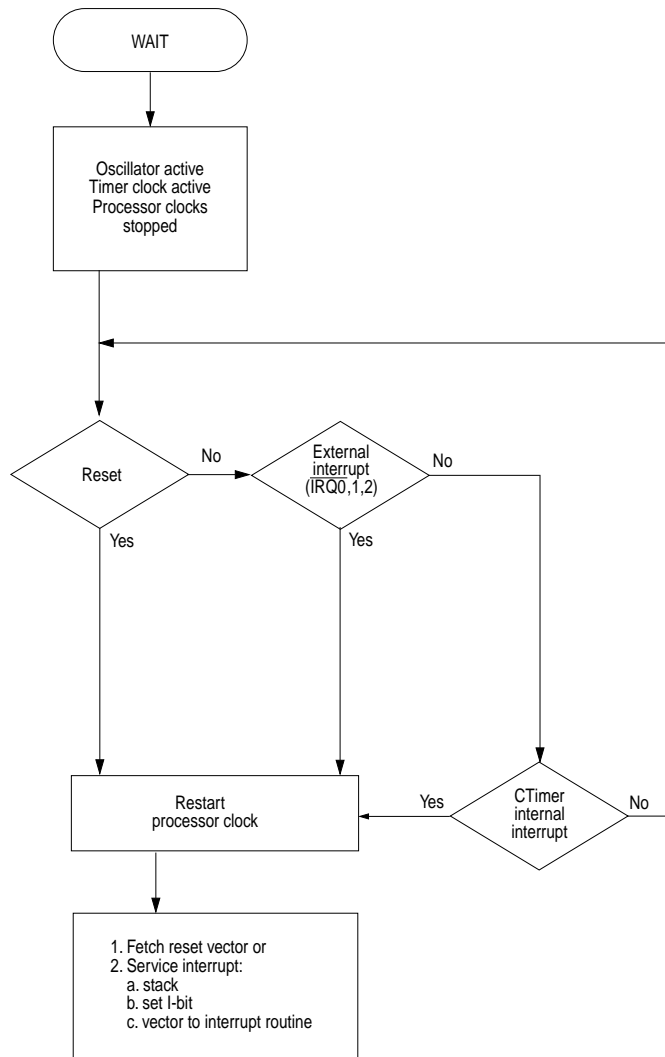 WAIT
Oscillator active
Timer clock active
Processor clocks
stopped
Reset
No
Yes
External
interrupt
(IRQ0,1,2)
No
Yes
CTimer
internal
interrupt
Yes
No
Restart
processor clock
1. Fetch reset vector or
2. Service interrupt:
a. stack
b. set I-bit
c. vector to interrupt routine